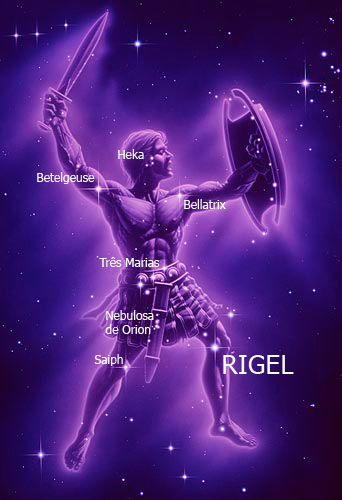 Heka
Betelgeuse
Bellatrix
Três Marias
Nebulosa
de Orion
Saiph
RIGEL